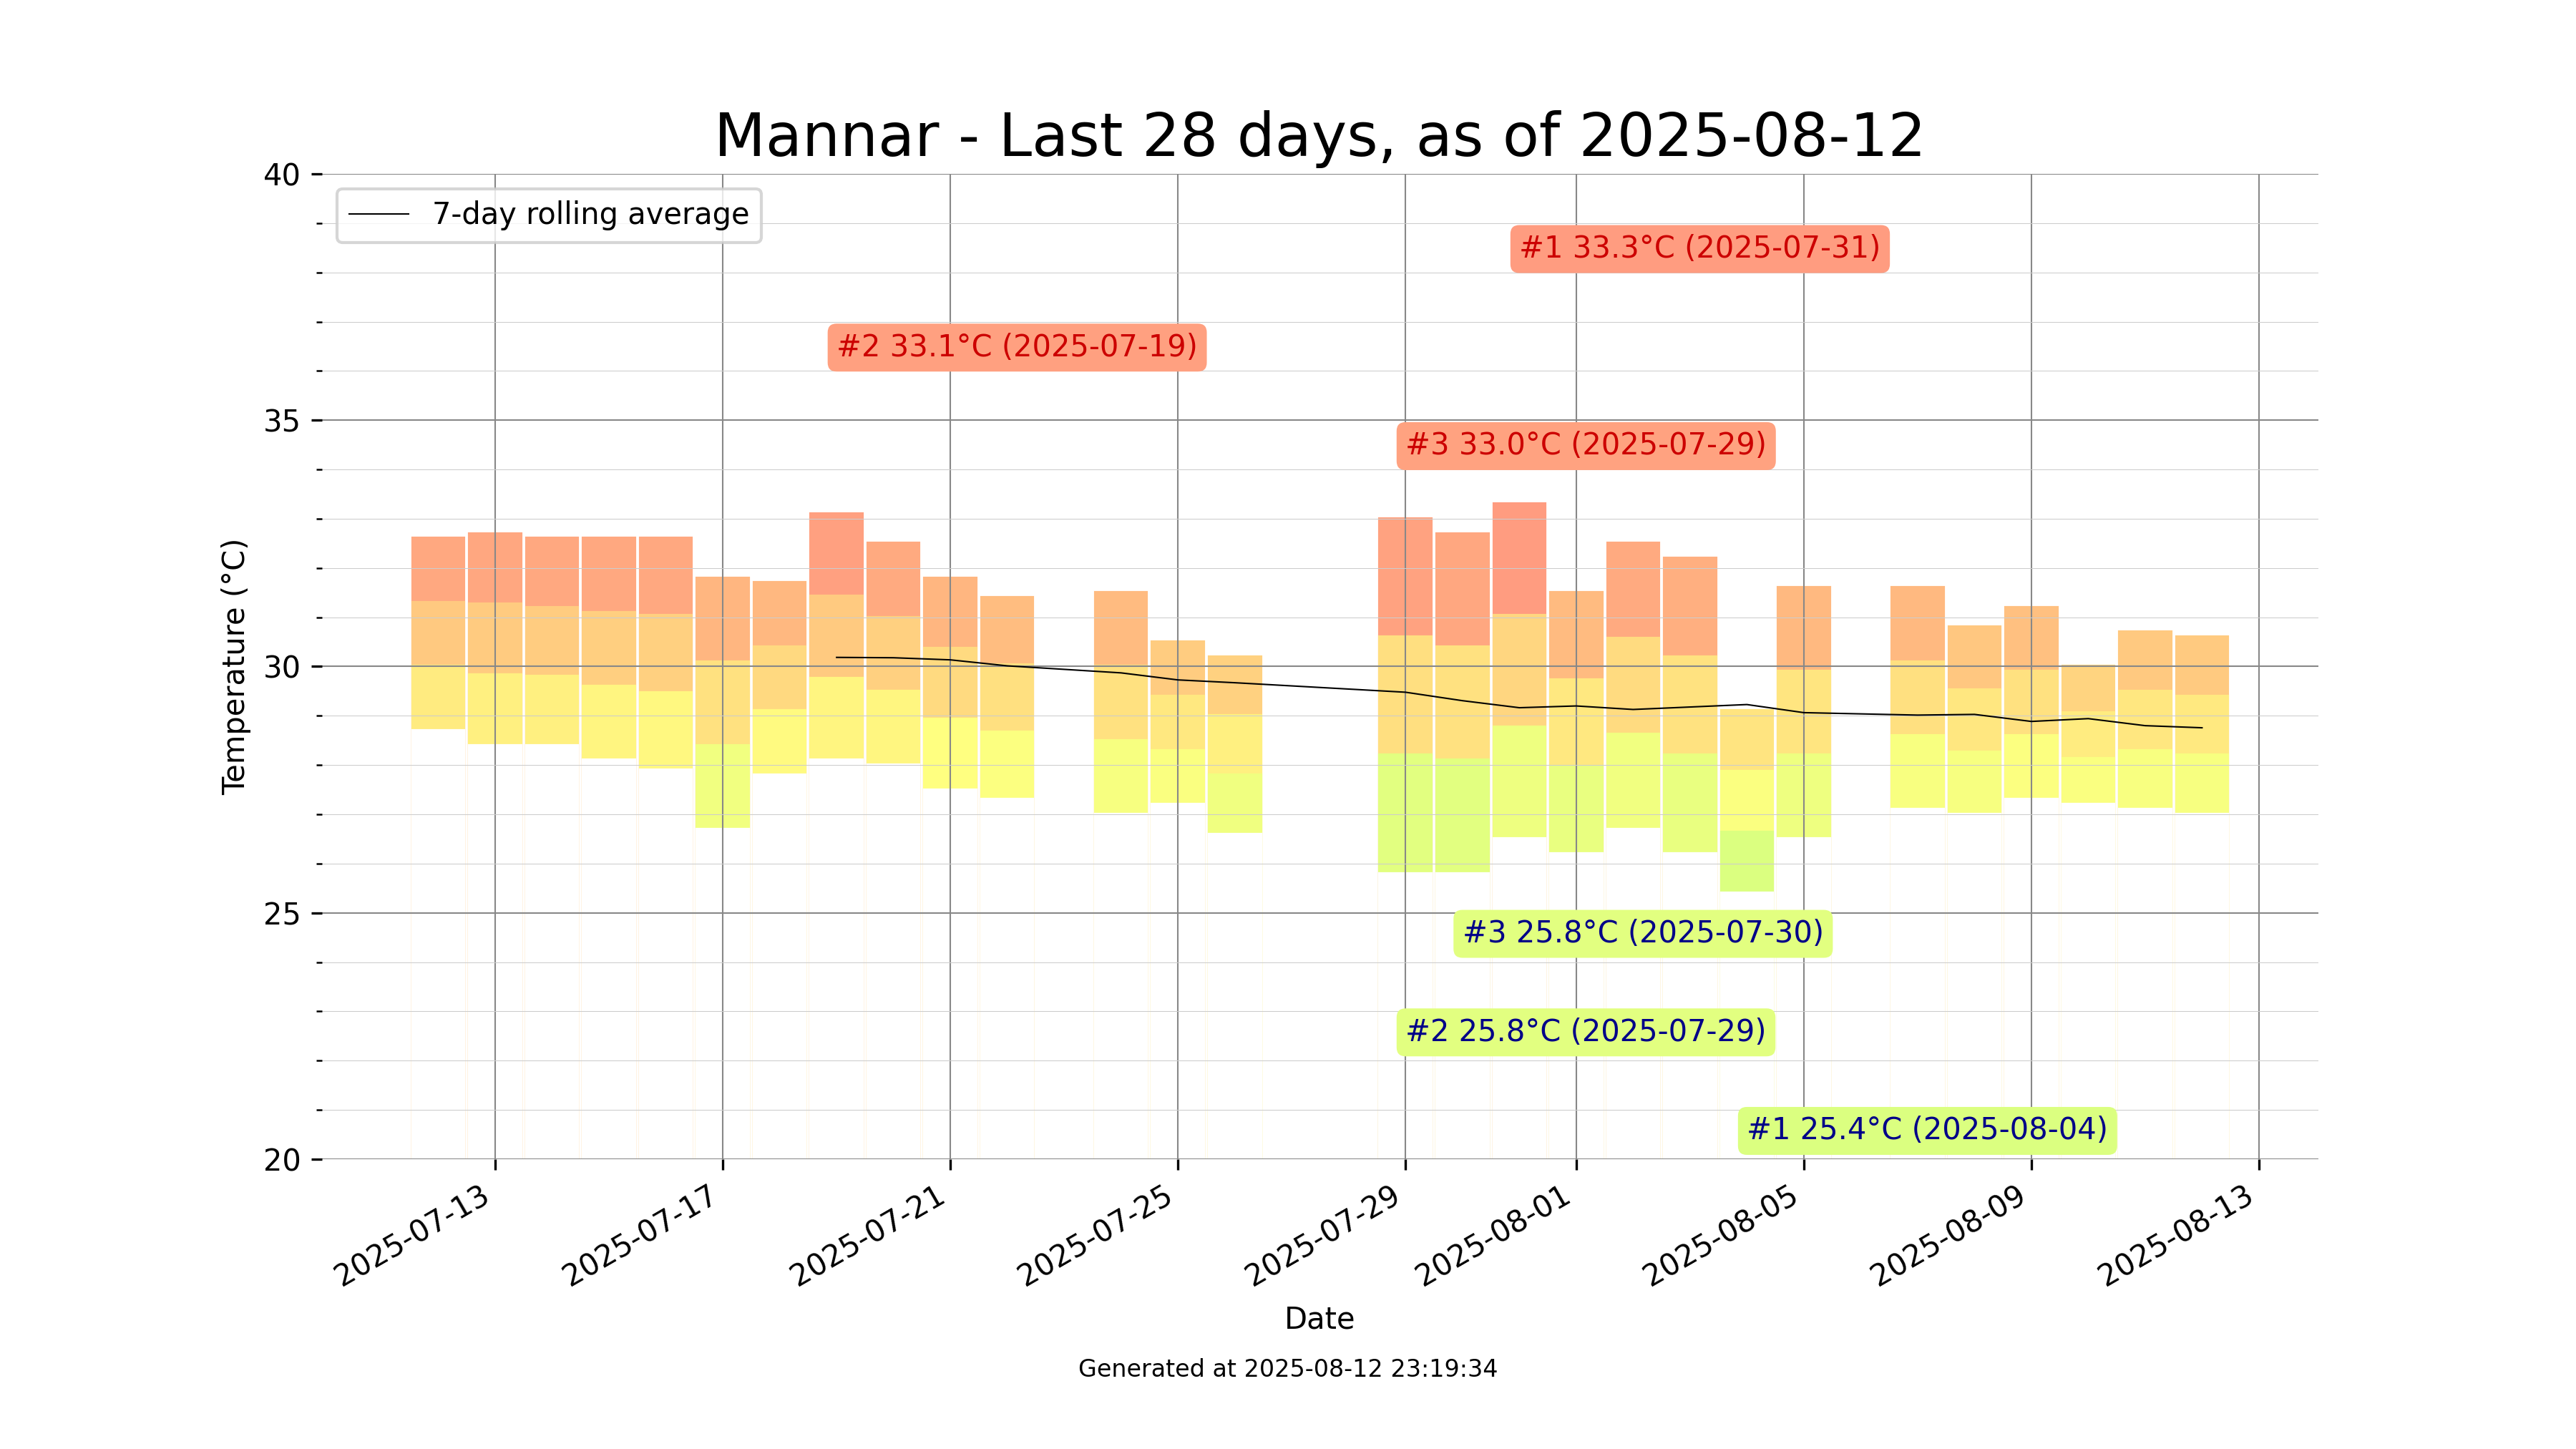 Mannar - Last 28 days, as of 2025-08-12
40
7-day rolling average
#1 33.3°C (2025-07-31)
#2 33.1°C (2025-07-19)
35
#3 33.0°C (2025-07-29)
Temperature (°C)
30
25
#3 25.8°C (2025-07-30)
#2 25.8°C (2025-07-29)
#1 25.4°C (2025-08-04)
20
2025-07-13
2025-07-17
2025-07-21
2025-07-25
2025-07-29
2025-08-01
2025-08-05
2025-08-09
2025-08-13
Date
Generated at 2025-08-12 23:19:34